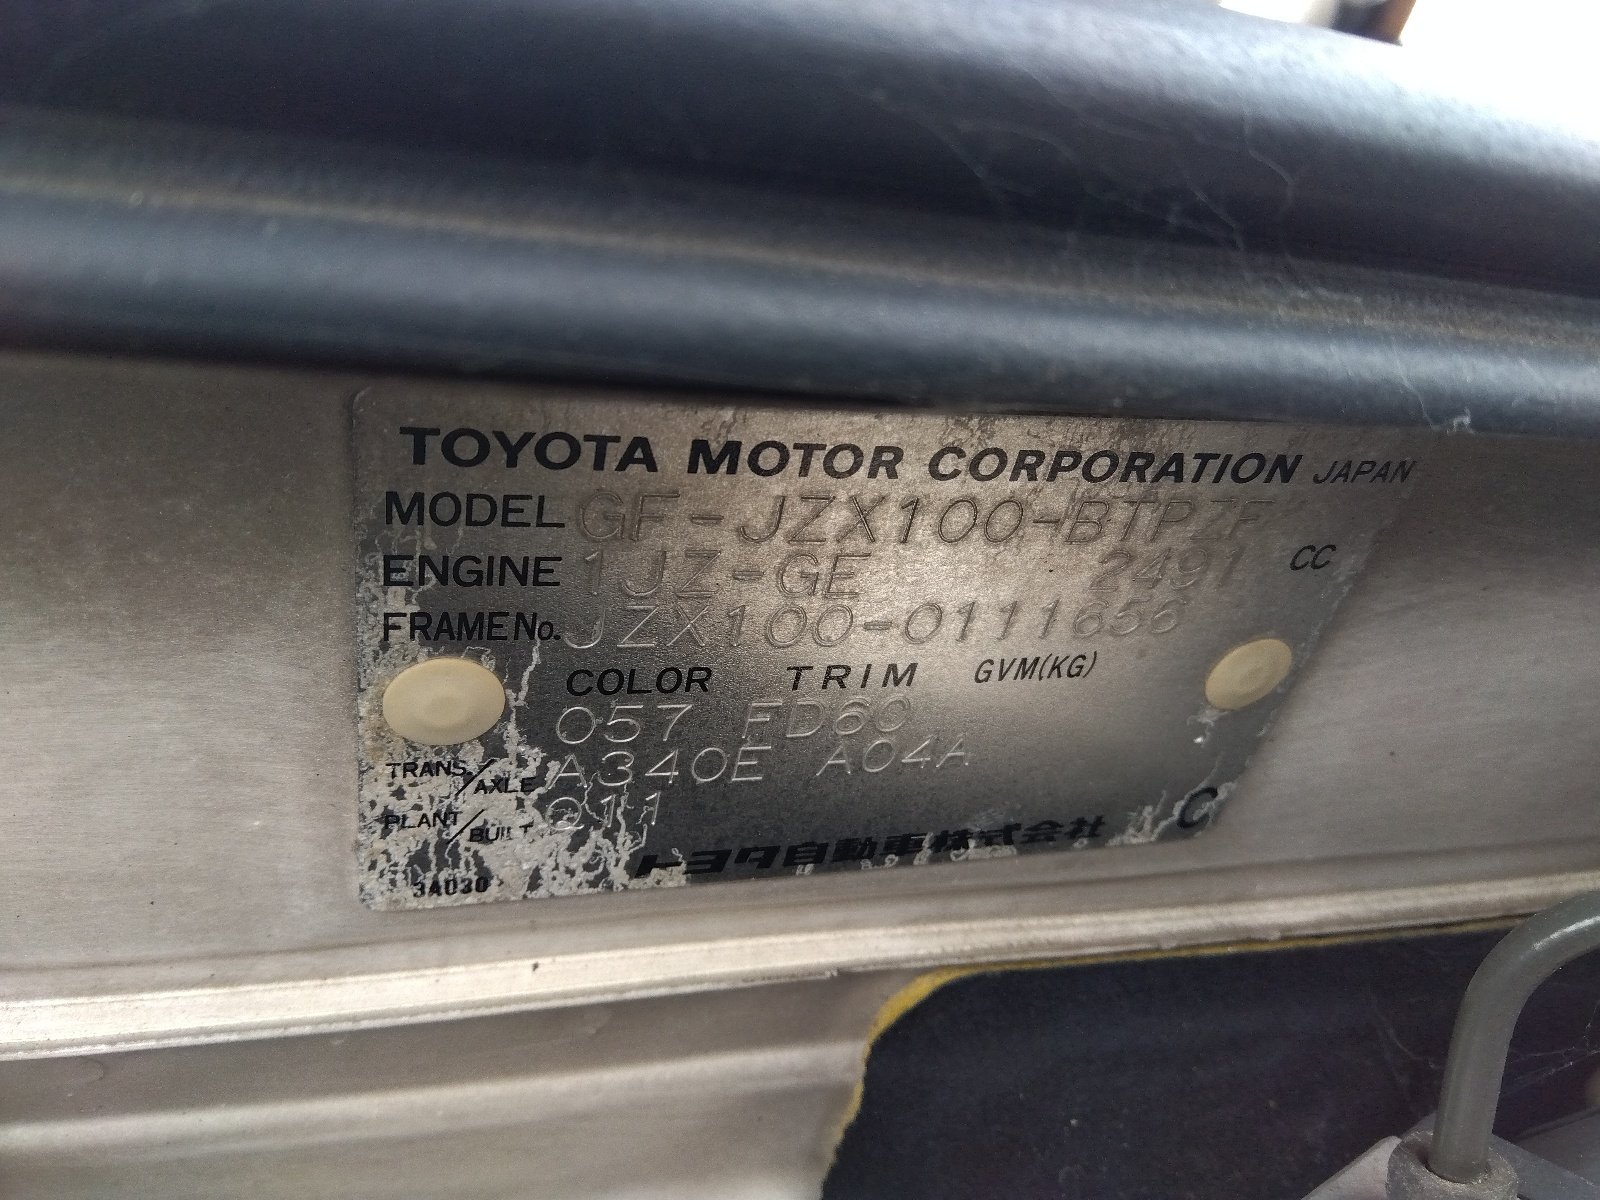 TOYOTA MOTOR CORPORATION JAPAN
MODEL GF-JZX100-BTPZF
ENGINE 1JZ-GE 2491 CC
FRAME No. JZX100-0111656
COLOR TRIM GVM(KG)
057 FD60
TRANS./AXLE A340E A04A
PLANT/BUILT 011
トヨタ自動車株式会社 C
3A030